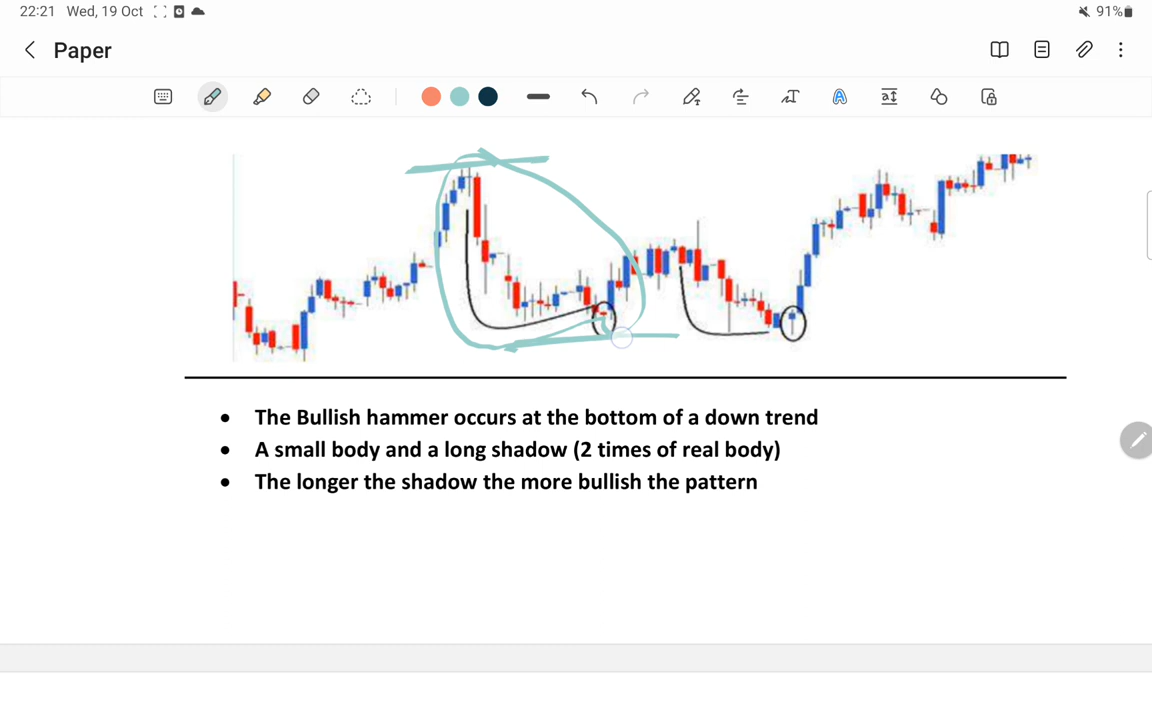 22:21 Wed, 19 Oct 91%
Paper
The Bullish hammer occurs at the bottom of a down trend
A small body and a long shadow (2 times of real body)
The longer the shadow the more bullish the pattern